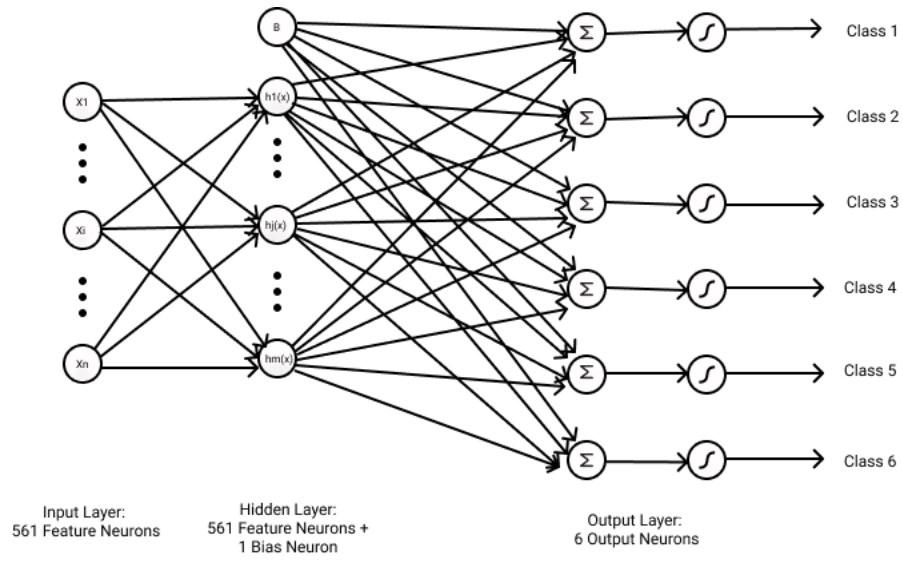 B
Σ
∫
Class 1
X1
h1(x)
Σ
∫
Class 2
Xi
hj(x)
Σ
∫
Class 3
Σ
∫
Class 4
Xn
hm(x)
Σ
∫
Class 5
Σ
∫
Class 6
Input Layer:
561 Feature Neurons
Hidden Layer:
561 Feature Neurons +
1 Bias Neuron
Output Layer:
6 Output Neurons